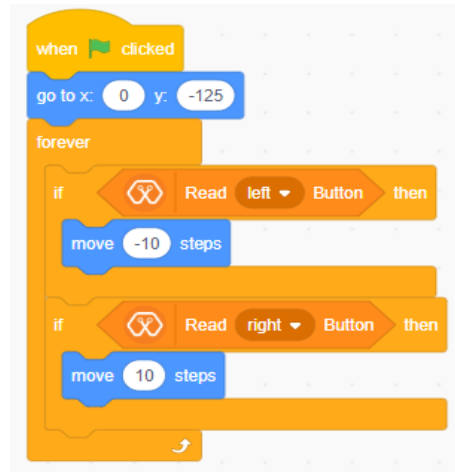 when clicked
go to x: 0 y: -125
forever
if Read left Button then
move -10 steps
if Read right Button then
move 10 steps